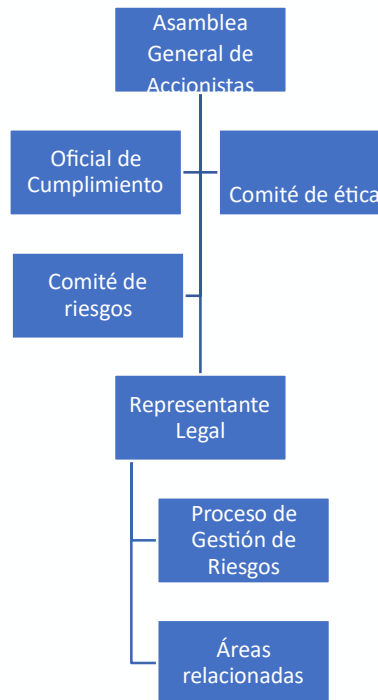 Asamblea
General de
Accionistas
Oficial de
Cumplimiento
Comité de ética
Comité de
riesgos
Representante
Legal
Proceso de
Gestión de
Riesgos
Áreas
relacionadas